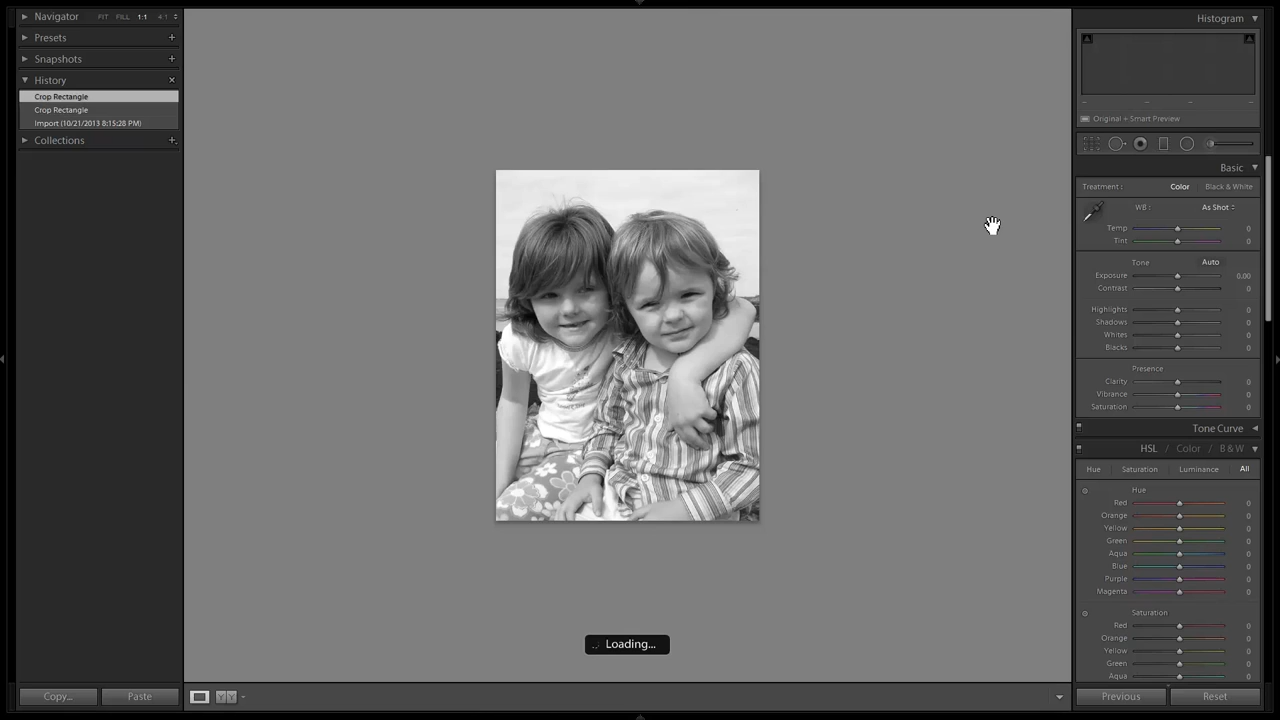 Navigator FIT FILL 1:1 4:1
Presets
Snapshots
History
Crop Rectangle
Crop Rectangle
Import (10/21/2013 8:15:28 PM)
Collections
Copy...
Paste
Loading...
Histogram
Original + Smart Preview
Basic
Treatment : Color Black & White
WB : As Shot
Temp 0
Tint 0
Tone Auto
Exposure 0.00
Contrast 0
Highlights 0
Shadows 0
Whites 0
Blacks 0
Presence
Clarity 0
Vibrance 0
Saturation 0
Tone Curve
HSL / Color / B & W
Hue Saturation Luminance All
Hue
Red 0
Orange 0
Yellow 0
Green 0
Aqua 0
Blue 0
Purple 0
Magenta 0
Saturation
Red 0
Orange 0
Yellow 0
Green 0
Aqua 0
Previous
Reset